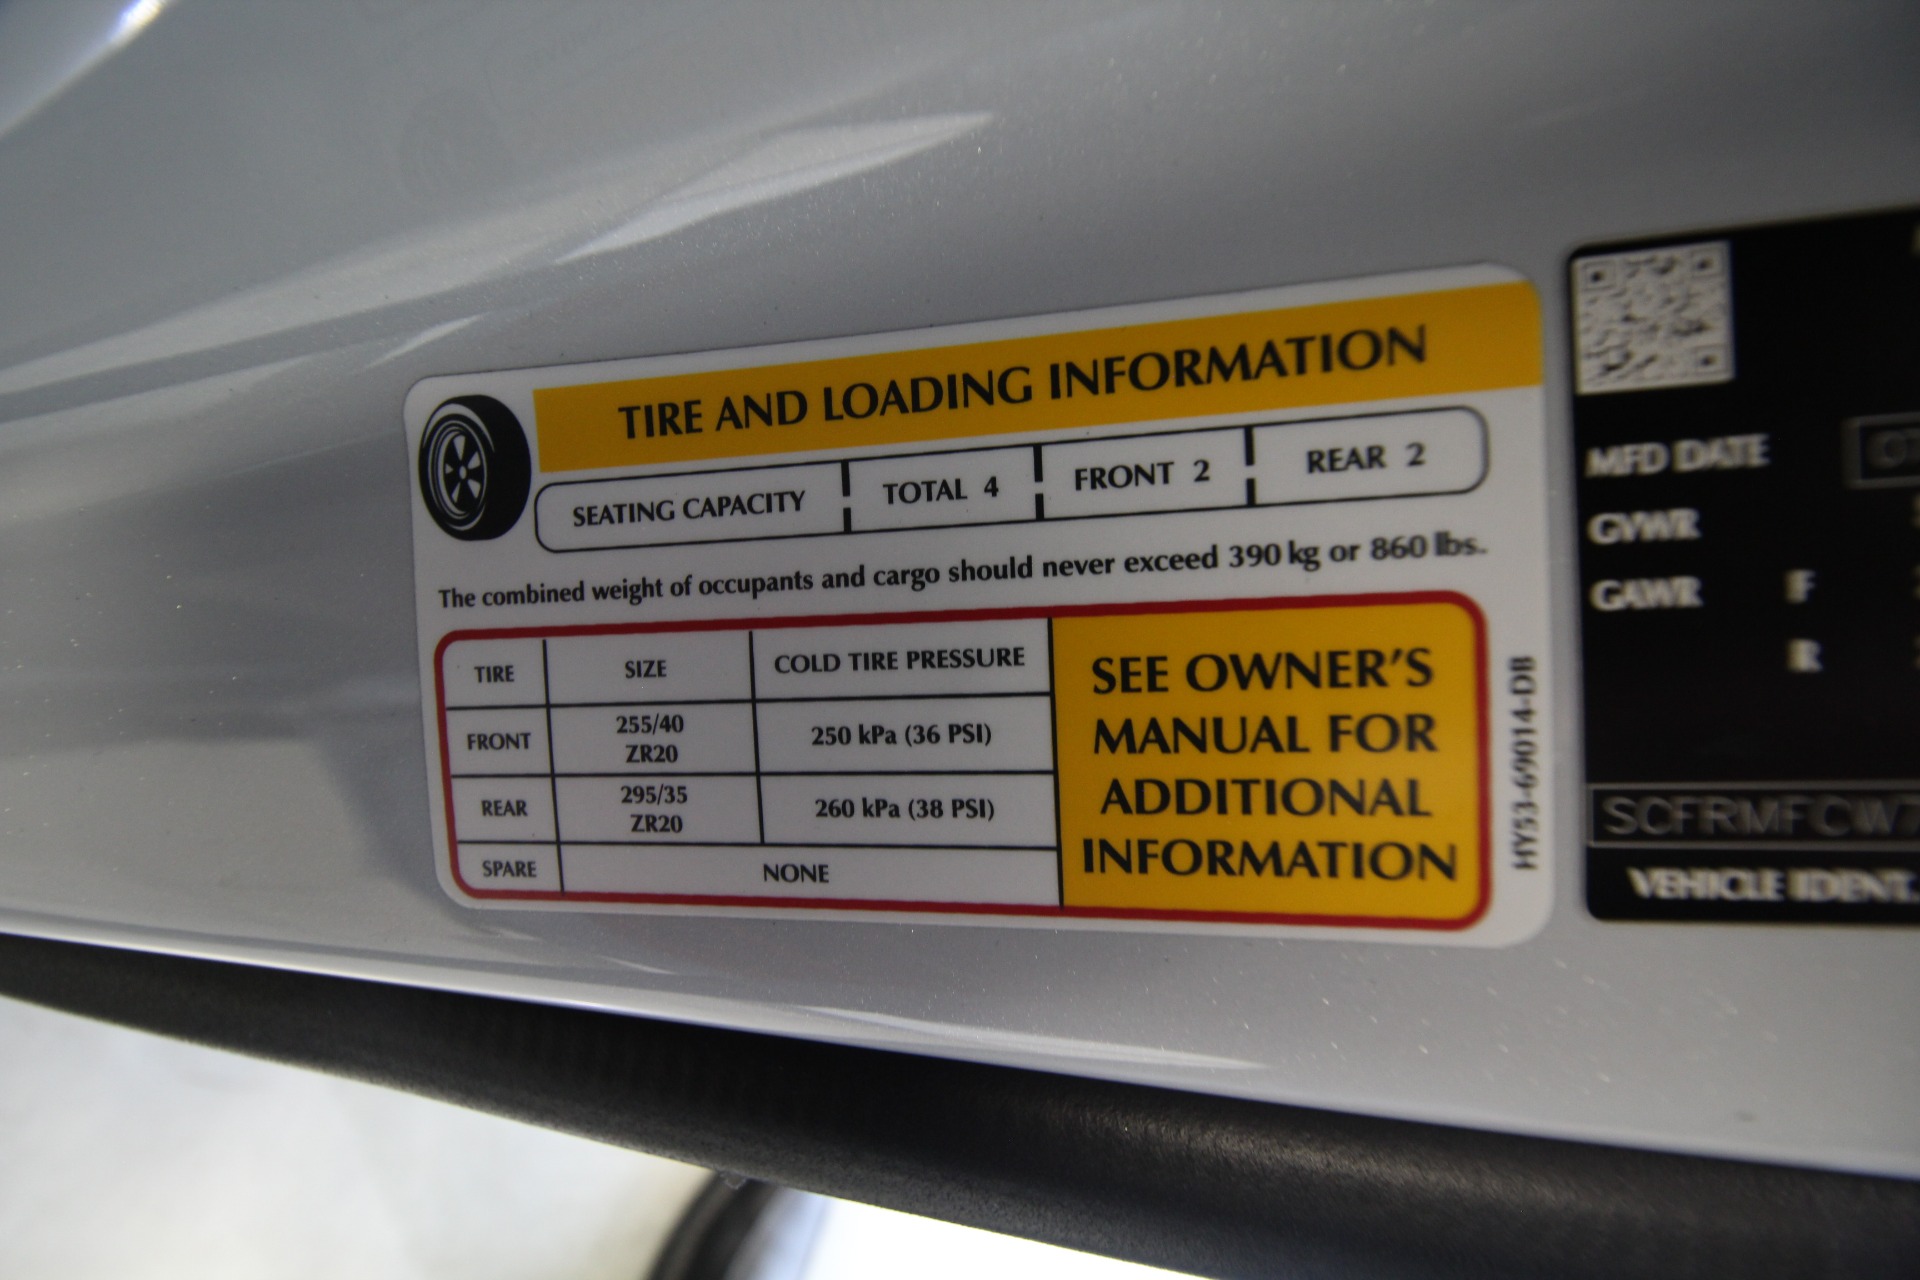 TIRE AND LOADING INFORMATION
SEATING CAPACITY TOTAL 4 FRONT 2 REAR 2
The combined weight of occupants and cargo should never exceed 390 kg or 860 lbs.
TIRE SIZE COLD TIRE PRESSURE
FRONT 255/40 ZR20 250 kPa (36 PSI)
REAR 295/35 ZR20 260 kPa (38 PSI)
SPARE NONE
SEE OWNER'S
MANUAL FOR
ADDITIONAL
INFORMATION
HY53-69014-DB
MFD DATE
GVWR
GAWR F
R
SCFRMFCW7
VEHICLE IDENT.